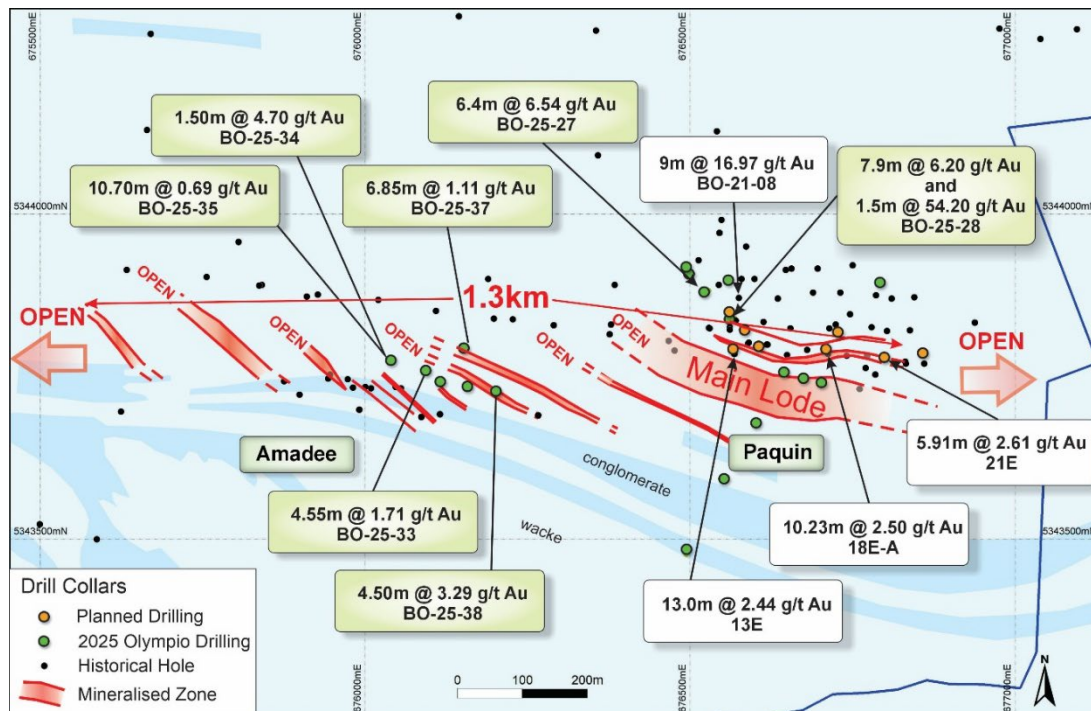 675500mE
676000mE
676500mE
677000mE
1.50m @ 4.70 g/t Au
BO-25-34
6.4m @ 6.54 g/t Au
BO-25-27
9m @ 16.97 g/t Au
BO-21-08
7.9m @ 6.20 g/t Au
and
1.5m @ 54.20 g/t Au
BO-25-28
10.70m @ 0.69 g/t Au
BO-25-35
6.85m @ 1.11 g/t Au
BO-25-37
5344000mN
5344000mN
OPEN
OPEN
1.3km
OPEN
OPEN
OPEN
OPEN
OPEN
Main Lode
Amadee
Paquin
conglomerate
wacke
5.91m @ 2.61 g/t Au
21E
4.55m @ 1.71 g/t Au
BO-25-33
10.23m @ 2.50 g/t Au
18E-A
5343500mN
5343500mN
4.50m @ 3.29 g/t Au
BO-25-38
13.0m @ 2.44 g/t Au
13E
Drill Collars
Planned Drilling
2025 Olympio Drilling
Historical Hole
Mineralised Zone
0 100 200m
N
675500mE
676000mE
676500mE
677000mE